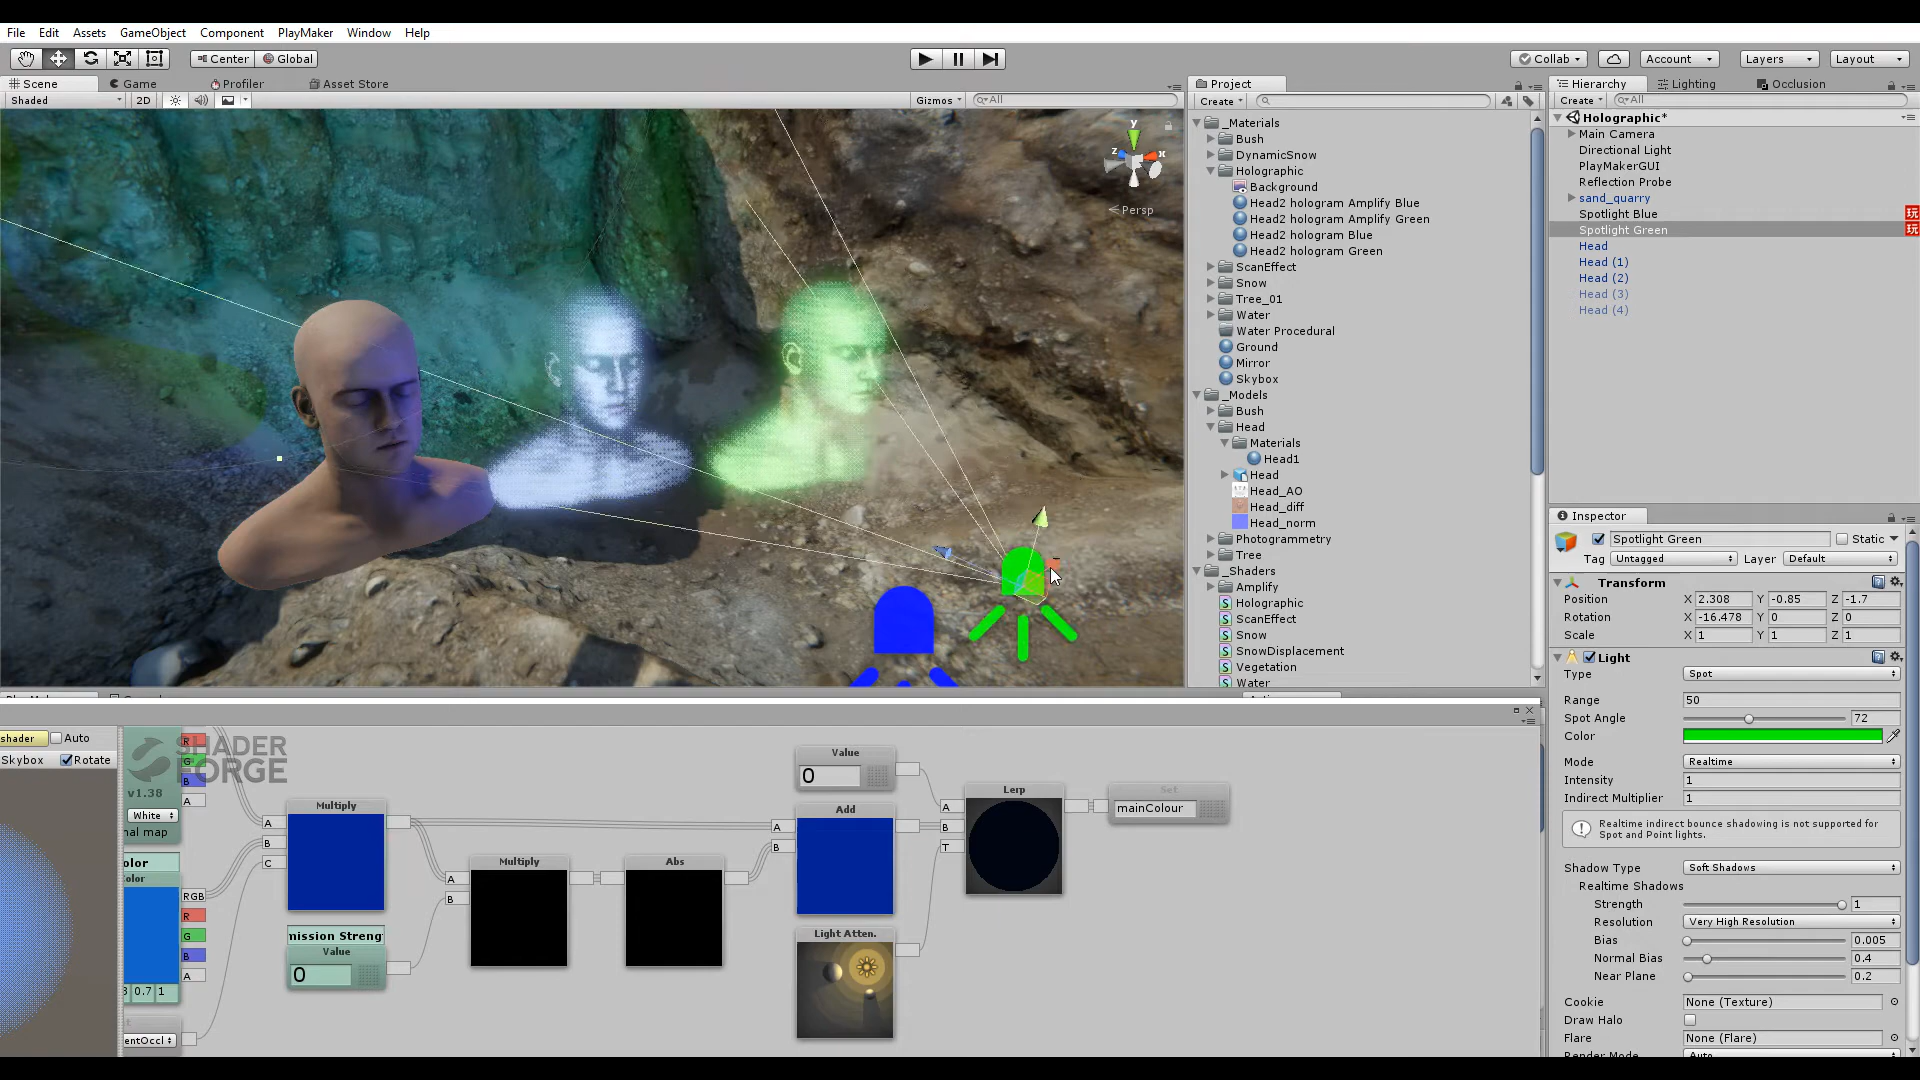 File Edit Assets GameObject Component PlayMaker Window Help
Center Global
Collab Account Layers Layout
Scene Game Profiler Asset Store
Shaded 2D Gizmos All
y
z x
Persp
Project
Create
_Materials
Bush
DynamicSnow
Holographic
Background
Head2 hologram Amplify Blue
Head2 hologram Amplify Green
Head2 hologram Blue
Head2 hologram Green
ScanEffect
Snow
Tree_01
Water
Water Procedural
Ground
Mirror
Skybox
_Models
Bush
Head
Materials
Head1
Head
Head_AO
Head_diff
Head_norm
Photogrammetry
Tree
_Shaders
Amplify
Holographic
ScanEffect
Snow
SnowDisplacement
Vegetation
Water
Hierarchy Lighting Occlusion
Create All
Holographic*
Main Camera
Directional Light
PlayMakerGUI
Reflection Probe
sand_quarry
Spotlight Blue 玩
Spotlight Green 玩
Head
Head (1)
Head (2)
Head (3)
Head (4)
Inspector
Spotlight Green Static
Tag Untagged Layer Default
Transform
Position X 2.308 Y -0.85 Z -1.7
Rotation X -16.478 Y 0 Z 0
Scale X 1 Y 1 Z 1
Light
Type Spot
Range 50
Spot Angle 72
Color
Mode Realtime
Intensity 1
Indirect Multiplier 1
Realtime indirect bounce shadowing is not supported for
Spot and Point lights.
Shadow Type Soft Shadows
Realtime Shadows
Strength 1
Resolution Very High Resolution
Bias 0.005
Normal Bias 0.4
Near Plane 0.2
Cookie None (Texture)
Draw Halo
Flare None (Flare)
Render Mode Auto
shader Auto
Skybox Rotate
SHADER
FORGE
v1.38
White
nal map
R
G
B
A
olor
olor
RGB
R
G
B
A
0.7 1
entOccl
Multiply
A
B
C
mission Streng
Value
0
Multiply
A
B
Abs
Value
0
Add
A
B
Light Atten.
Lerp
A
B
T
Set
mainColour